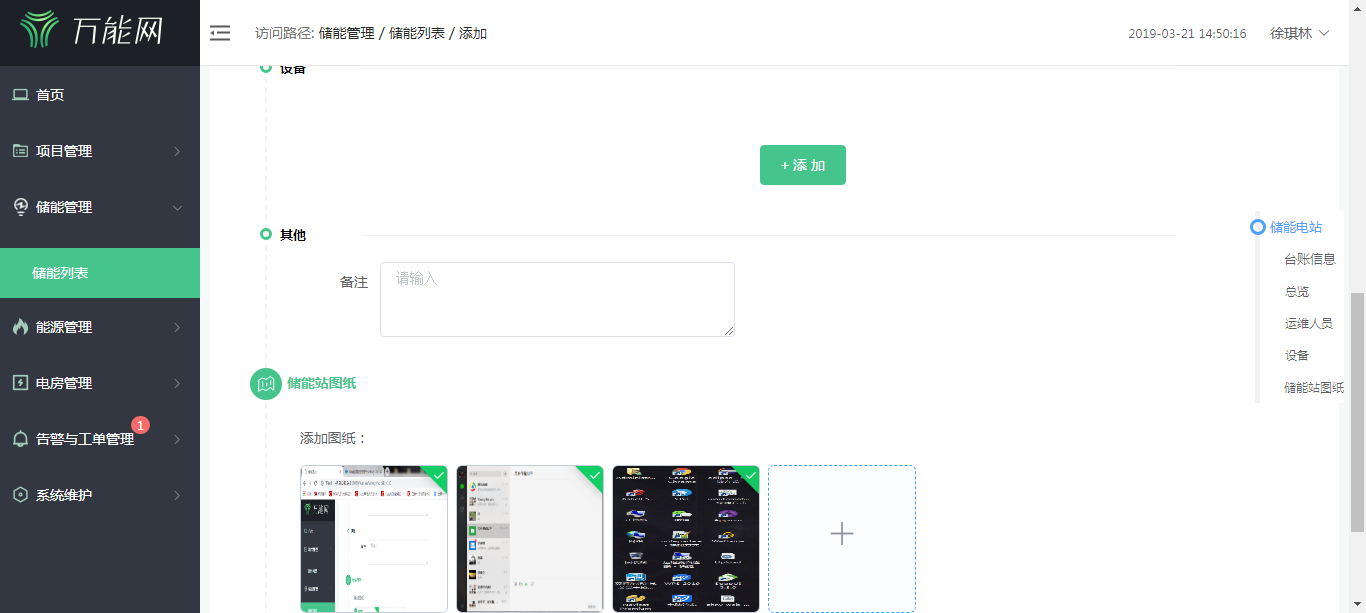 万能网
访问路径: 储能管理 / 储能列表 / 添加
2019-03-21 14:50:16
徐琪林
首页
项目管理
储能管理
储能列表
能源管理
电房管理
告警与工单管理
1
系统维护
设备
+ 添 加
其他
备注
请输入
储能站图纸
添加图纸：
储能电站
台账信息
总览
运维人员
设备
储能站图纸